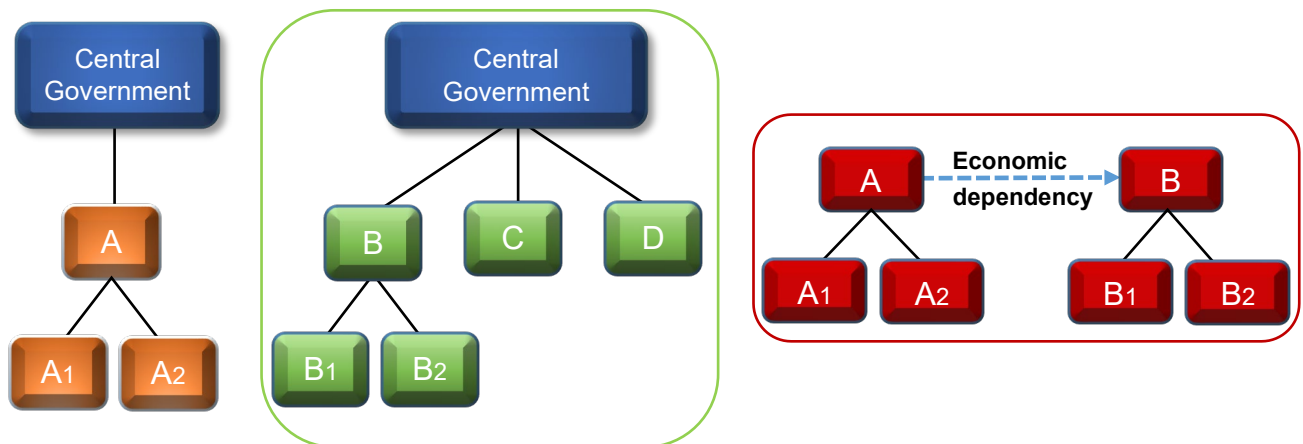 Central
Government
A
A1
A2
Central
Government
B
C
D
B1
B2
A
Economic
dependency
B
A1
A2
B1
B2